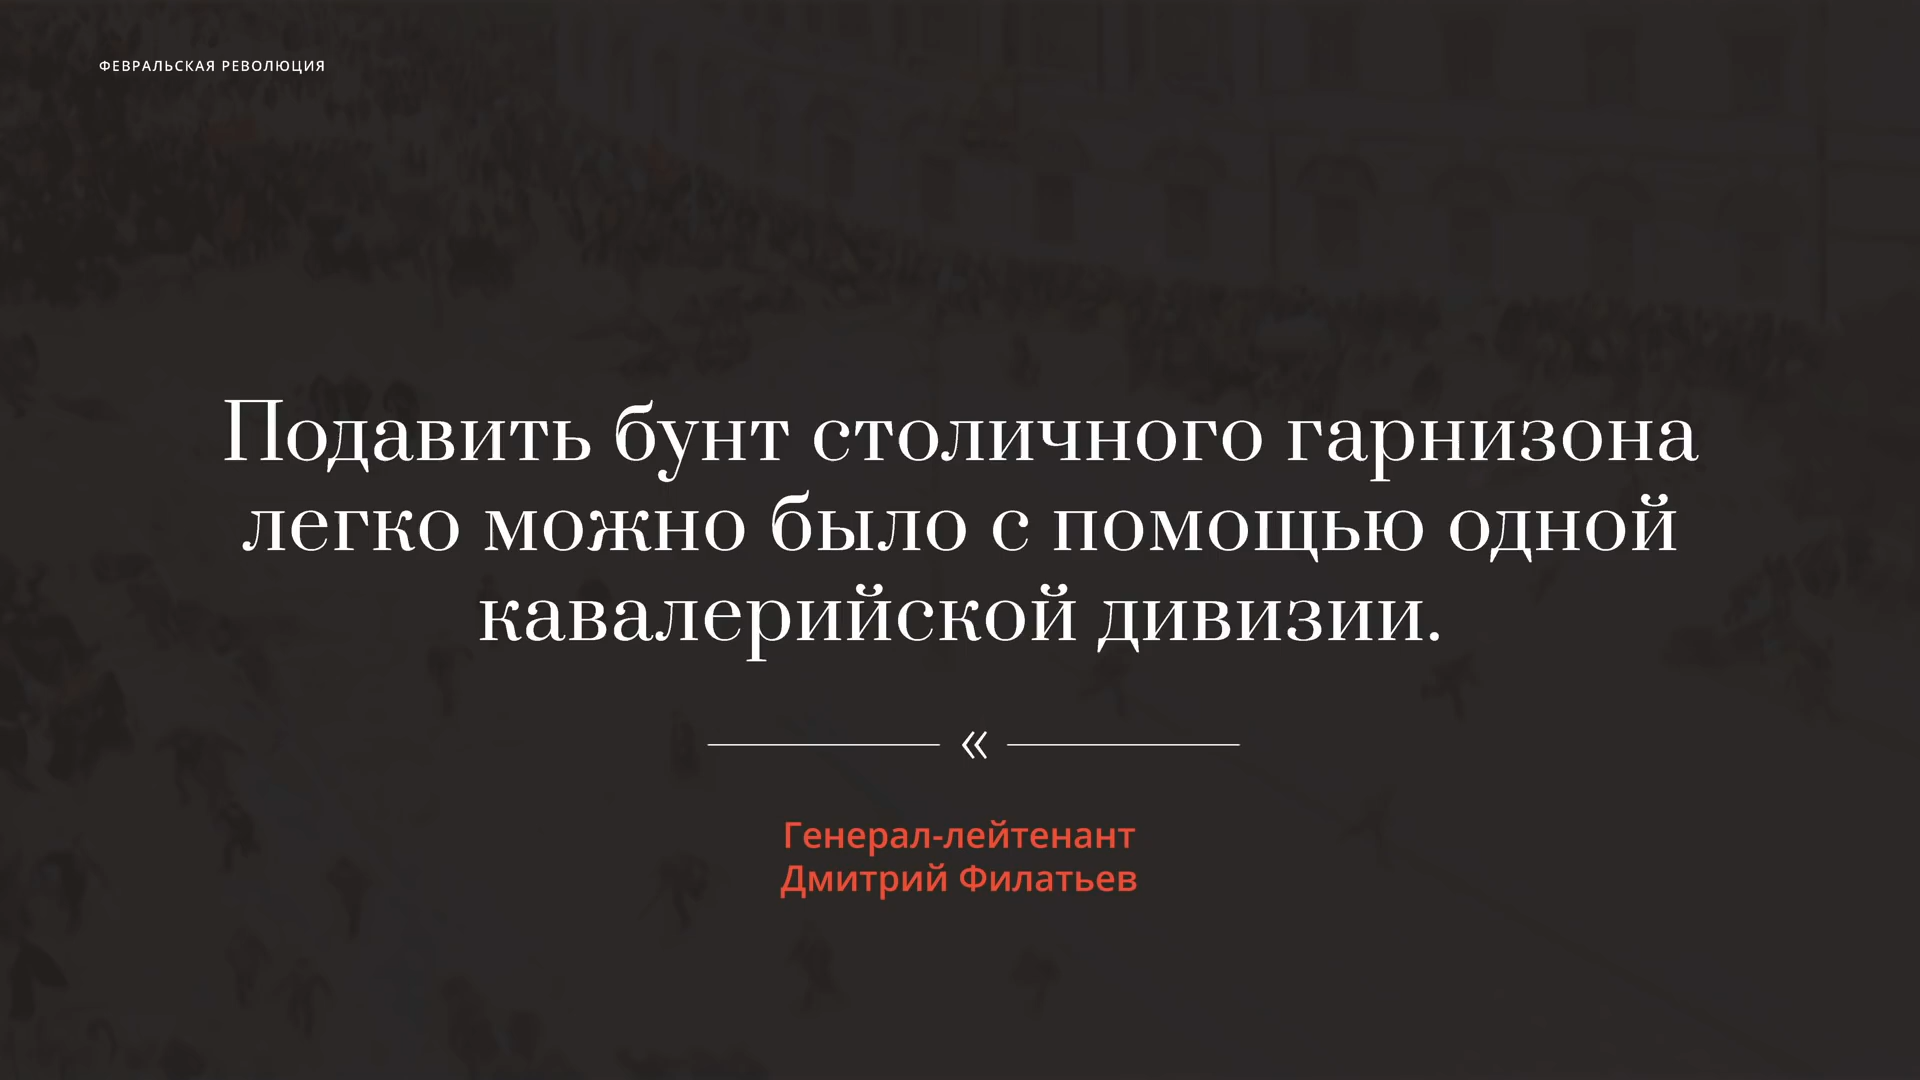 ФЕВРАЛЬСКАЯ РЕВОЛЮЦИЯ
Подавить бунт столичного гарнизона
легко можно было с помощью одной
кавалерийской дивизии.
«
Генерал-лейтенант
Дмитрий Филатьев